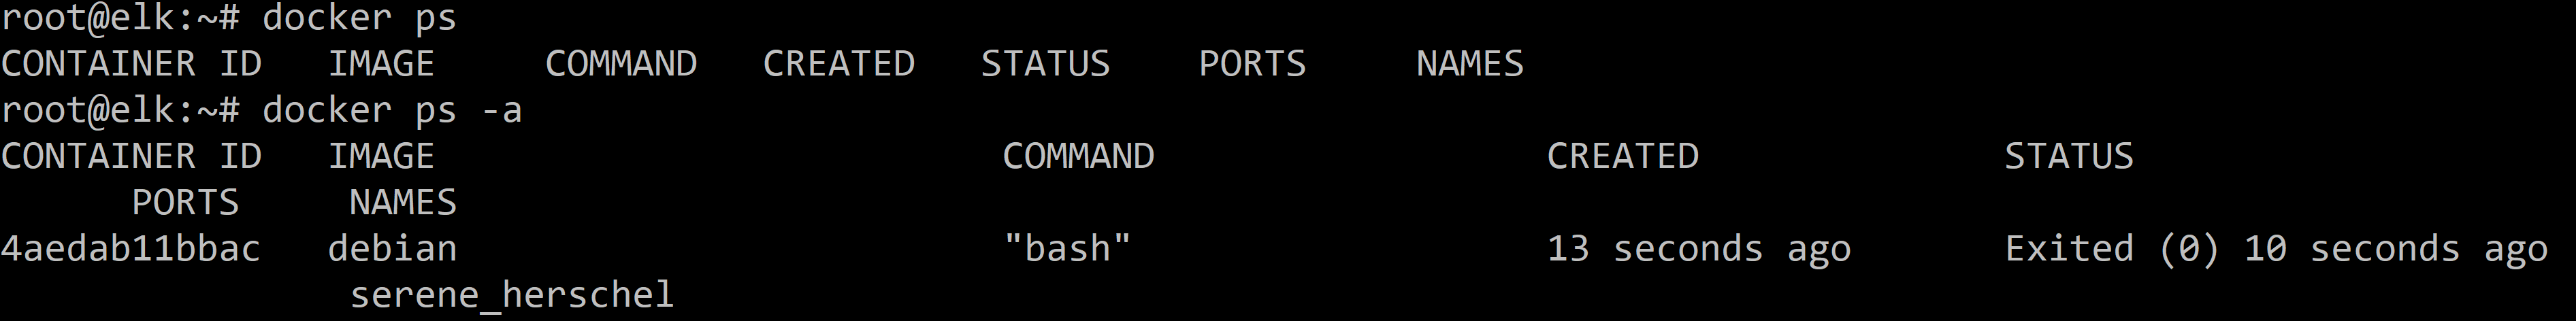 root@elk:~# docker ps
CONTAINER ID   IMAGE     COMMAND   CREATED   STATUS    PORTS     NAMES
root@elk:~# docker ps -a
CONTAINER ID   IMAGE                          COMMAND                  CREATED              STATUS
      PORTS     NAMES
4aedab11bbac   debian                         "bash"                   13 seconds ago       Exited (0) 10 seconds ago
                serene_herschel